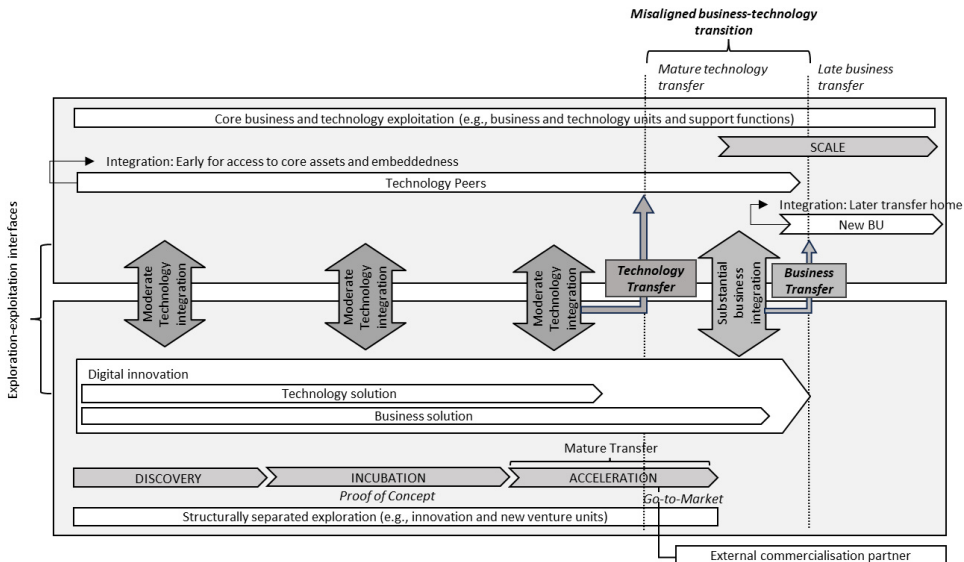 Misaligned business-technology
transition
Mature technology
transfer
Late business
transfer
Core business and technology exploitation (e.g., business and technology units and support functions)
SCALE
Integration: Early for access to core assets and embeddedness
Technology Peers
Integration: Later transfer home
New BU
Exploration-exploitation interfaces
Moderate
Technology
integration
Moderate
Technology
integration
Moderate
Technology
integration
Technology
Transfer
Substantial
business
integration
Business
Transfer
Digital innovation
Technology solution
Business solution
Mature Transfer
DISCOVERY
INCUBATION
ACCELERATION
Proof of Concept
Go-to-Market
Structurally separated exploration (e.g., innovation and new venture units)
External commercialisation partner